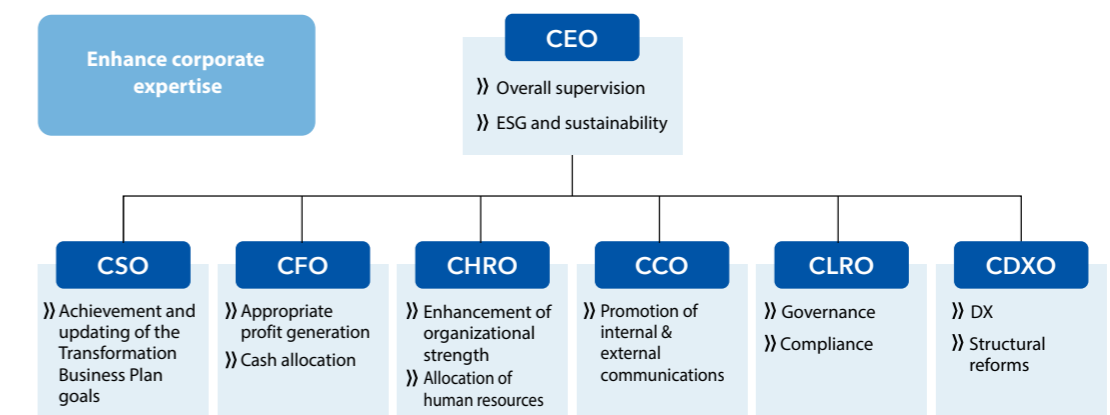 Enhance corporate
expertise
CEO
⟫ Overall supervision
⟫ ESG and sustainability
CSO
⟫ Achievement and
updating of the
Transformation
Business Plan
goals
CFO
⟫ Appropriate
profit generation
⟫ Cash allocation
CHRO
⟫ Enhancement of
organizational
strength
⟫ Allocation of
human resources
CCO
⟫ Promotion of
internal &
external
communications
CLRO
⟫ Governance
⟫ Compliance
CDXO
⟫ DX
⟫ Structural
reforms